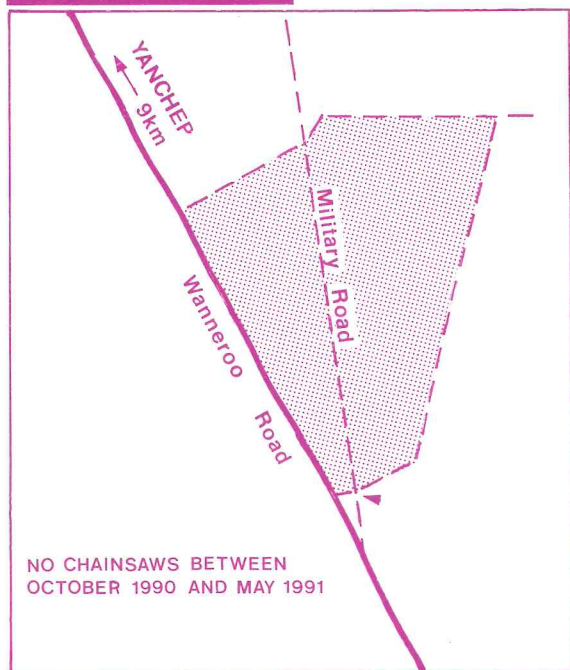 YANCHEP
9km
Military Road
Wanneroo Road
NO CHAINSAWS BETWEEN
OCTOBER 1990 AND MAY 1991